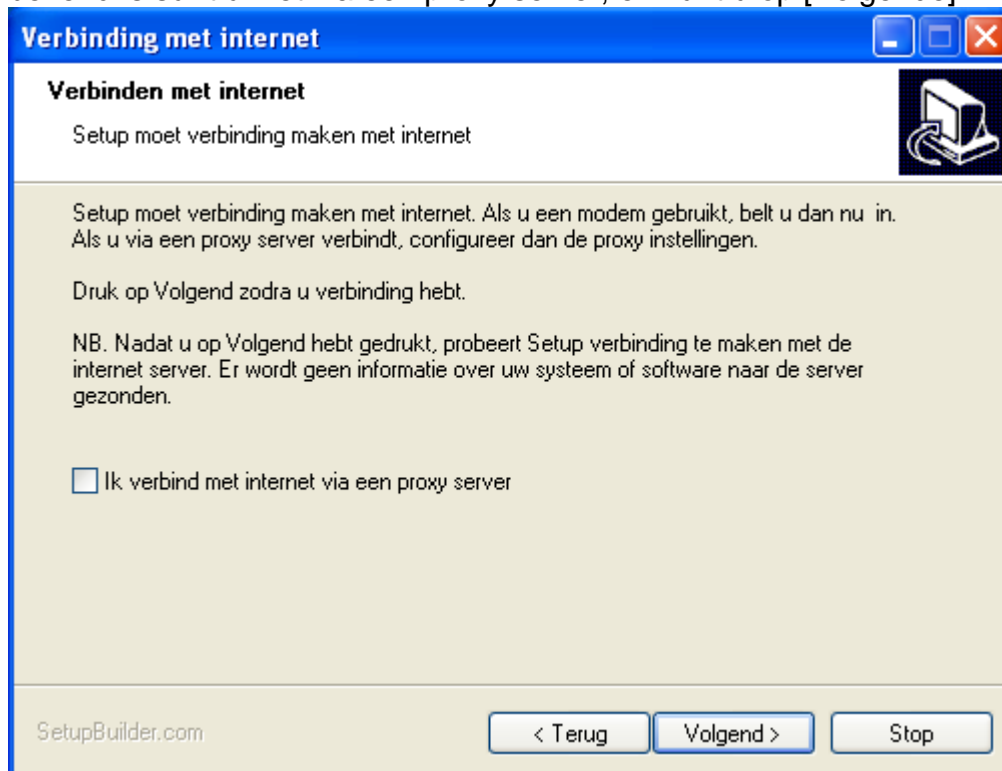 Verbinding met internet
Verbinden met internet
Setup moet verbinding maken met internet
Setup moet verbinding maken met internet. Als u een modem gebruikt, belt u dan nu in.
Als u via een proxy server verbindt, configureer dan de proxy instellingen.
Druk op Volgend zodra u verbinding hebt.
NB. Nadat u op Volgend hebt gedrukt, probeert Setup verbinding te maken met de
internet server. Er wordt geen informatie over uw systeem of software naar de server
gezonden.
Ik verbind met internet via een proxy server
SetupBuilder.com
< Terug
Volgend >
Stop